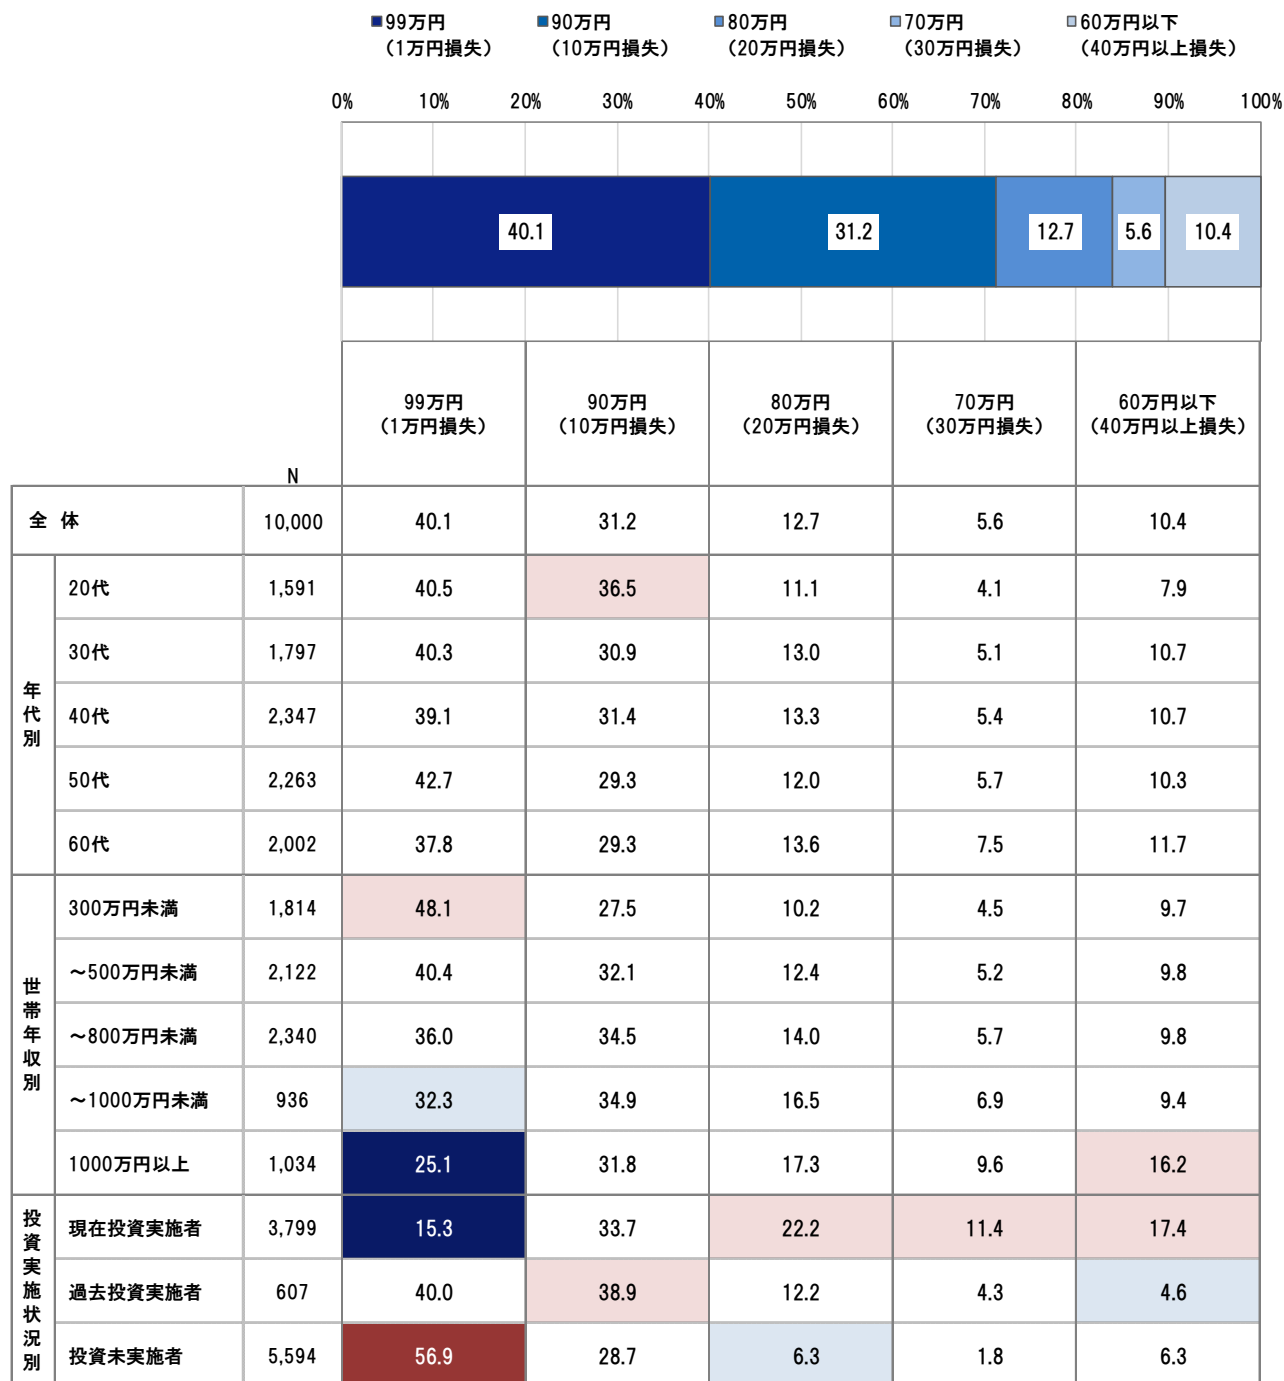 ■99万円 ■90万円 ■80万円 ■70万円 ■60万円以下
(1万円損失) (10万円損失) (20万円損失) (30万円損失) (40万円以上損失)
0% 10% 20% 30% 40% 50% 60% 70% 80% 90% 100%
40.1 31.2 12.7 5.6 10.4
99万円 90万円 80万円 70万円 60万円以下
(1万円損失) (10万円損失) (20万円損失) (30万円損失) (40万円以上損失)
N
全 体 10,000 40.1 31.2 12.7 5.6 10.4
年代別
20代 1,591 40.5 36.5 11.1 4.1 7.9
30代 1,797 40.3 30.9 13.0 5.1 10.7
40代 2,347 39.1 31.4 13.3 5.4 10.7
50代 2,263 42.7 29.3 12.0 5.7 10.3
60代 2,002 37.8 29.3 13.6 7.5 11.7
世帯年収別
300万円未満 1,814 48.1 27.5 10.2 4.5 9.7
～500万円未満 2,122 40.4 32.1 12.4 5.2 9.8
～800万円未満 2,340 36.0 34.5 14.0 5.7 9.8
～1000万円未満 936 32.3 34.9 16.5 6.9 9.4
1000万円以上 1,034 25.1 31.8 17.3 9.6 16.2
投資実施状況別
現在投資実施者 3,799 15.3 33.7 22.2 11.4 17.4
過去投資実施者 607 40.0 38.9 12.2 4.3 4.6
投資未実施者 5,594 56.9 28.7 6.3 1.8 6.3